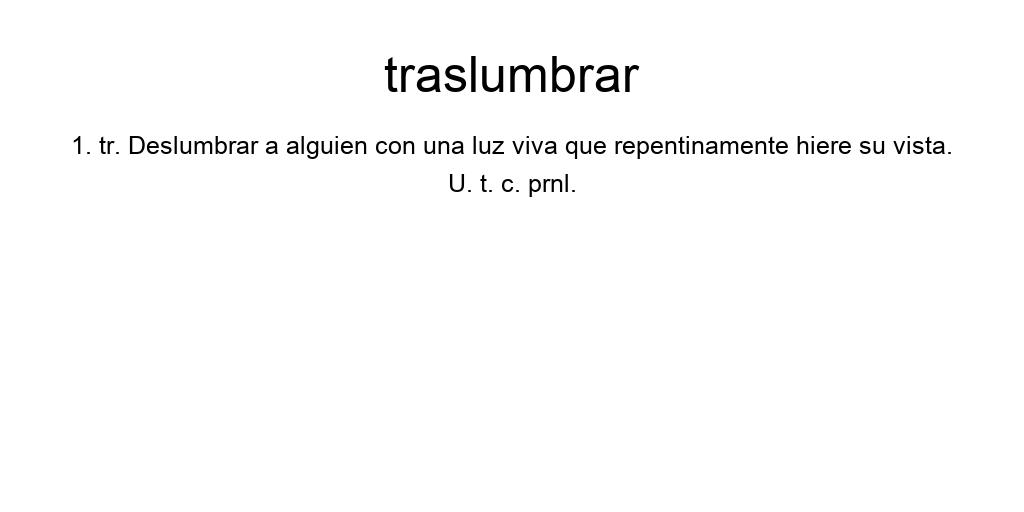 traslumbrar
1. tr. Deslumbrar a alguien con una luz viva que repentinamente hiere su vista.
U. t. c. prnl.